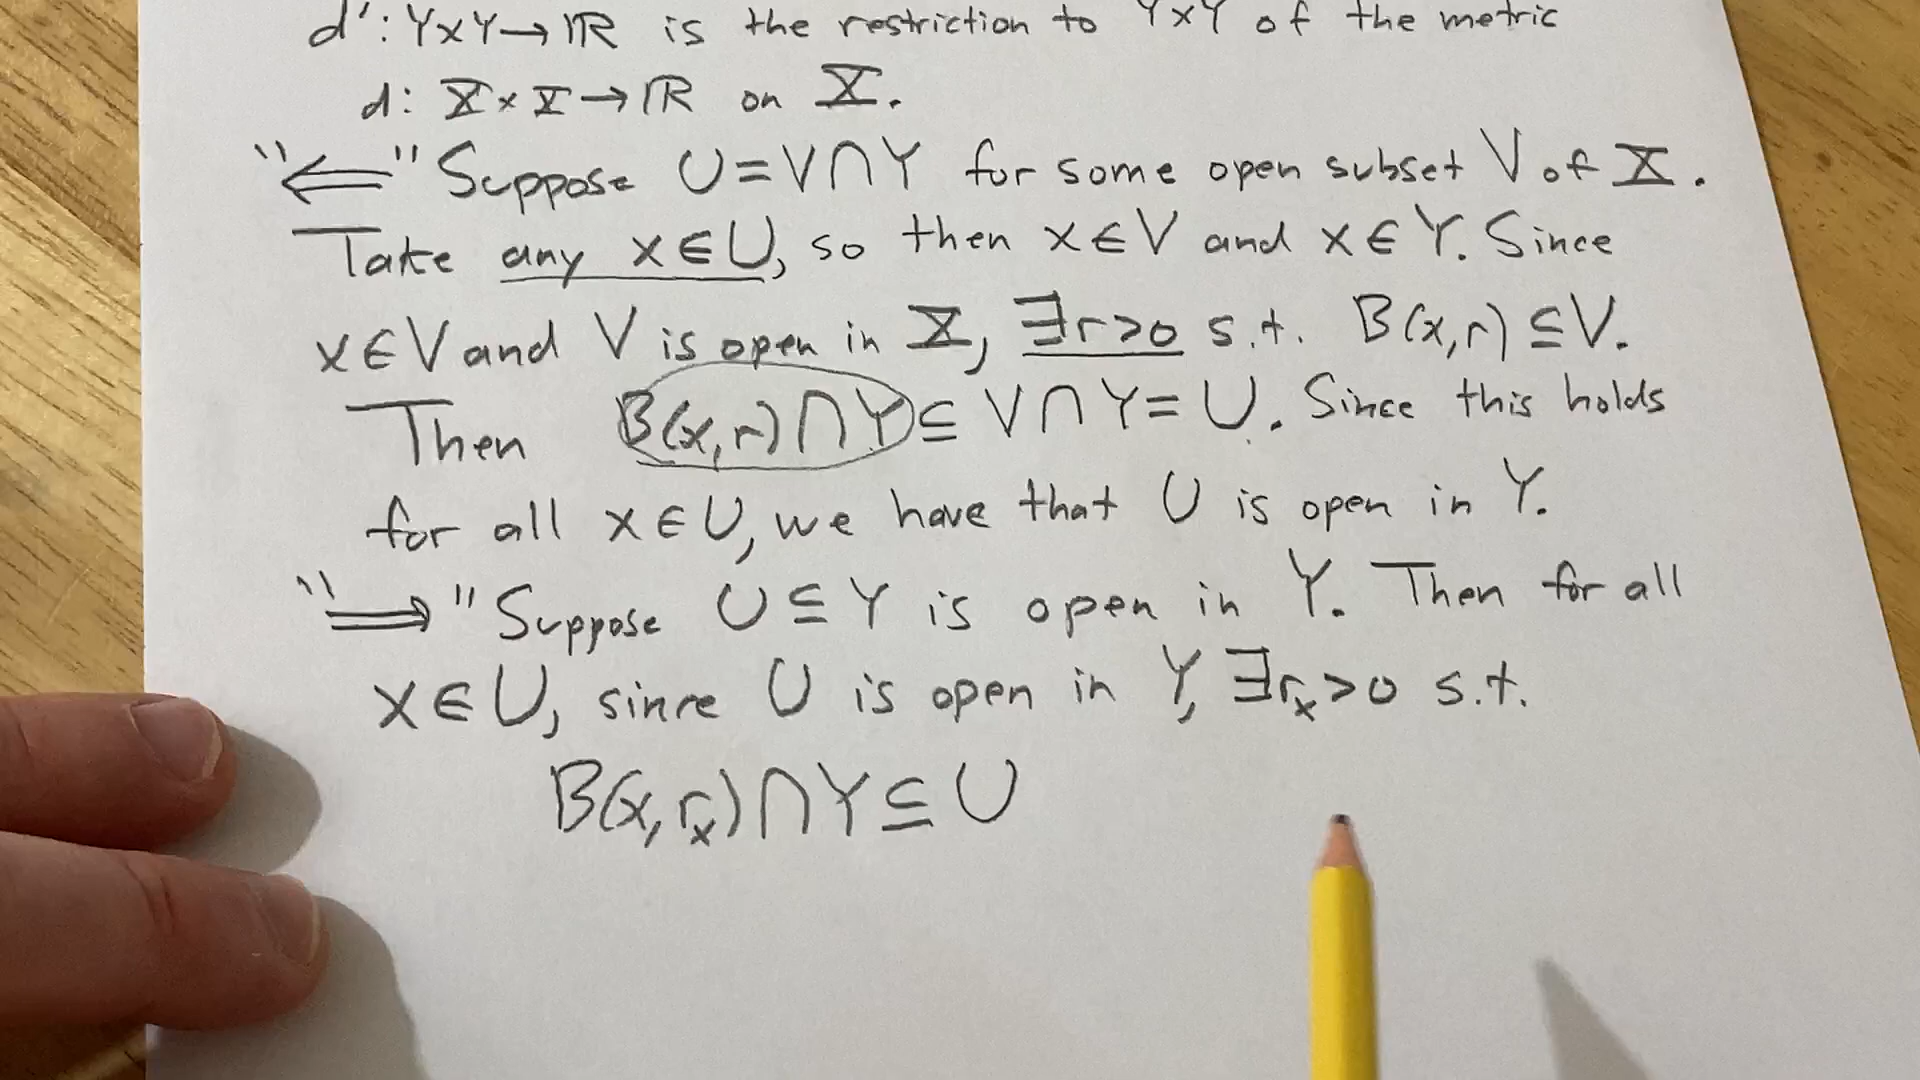 d': Y×Y→ℝ is the restriction to Y×Y of the metric
d: X×X→ℝ on X.
"⟸" Suppose U=V∩Y for some open subset V of X.
Take any x∈U, so then x∈V and x∈Y. Since
x∈V and V is open in X, ∃r>0 s.t. B(x,r)⊆V.
Then B(x,r)∩Y⊆V∩Y=U. Since this holds
for all x∈U, we have that U is open in Y.
"⟹" Suppose U⊆Y is open in Y. Then for all
x∈U, since U is open in Y, ∃rₓ>0 s.t.
B(x,rₓ)∩Y⊆U